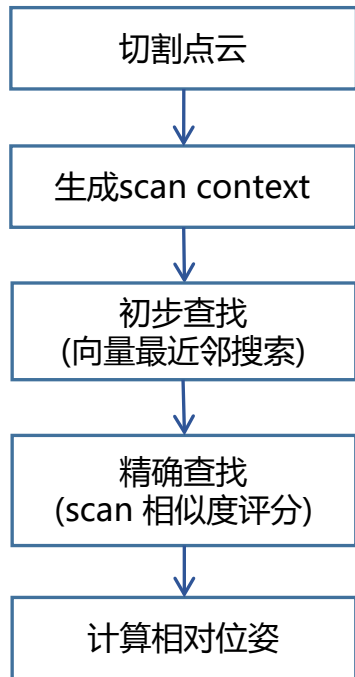 切割点云
生成scan context
初步查找
(向量最近邻搜索)
精确查找
(scan 相似度评分)
计算相对位姿